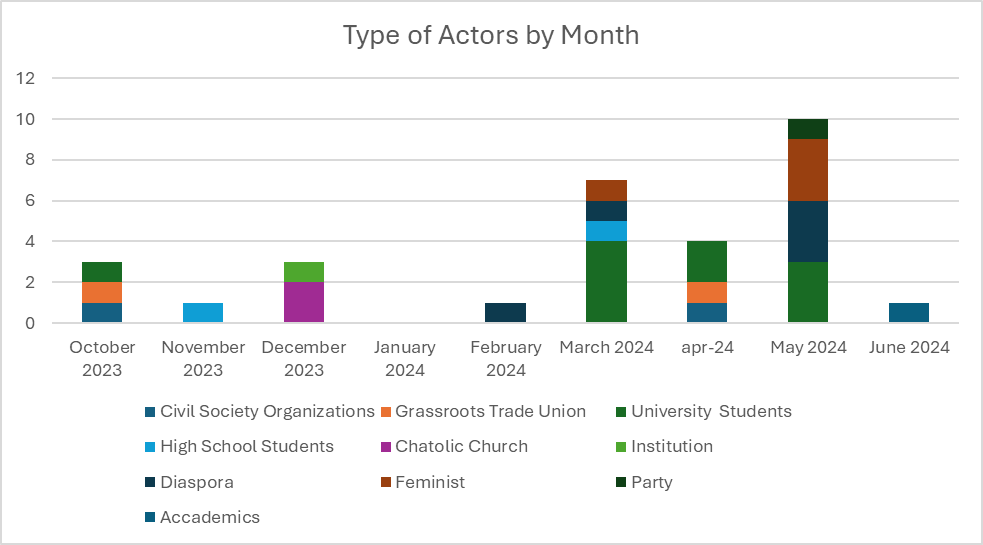 Type of Actors by Month
12
10
8
6
4
2
0
October 2023
November 2023
December 2023
January 2024
February 2024
March 2024
apr-24
May 2024
June 2024
Civil Society Organizations
Grassroots Trade Union
University Students
High School Students
Chatolic Church
Institution
Diaspora
Feminist
Party
Accademics